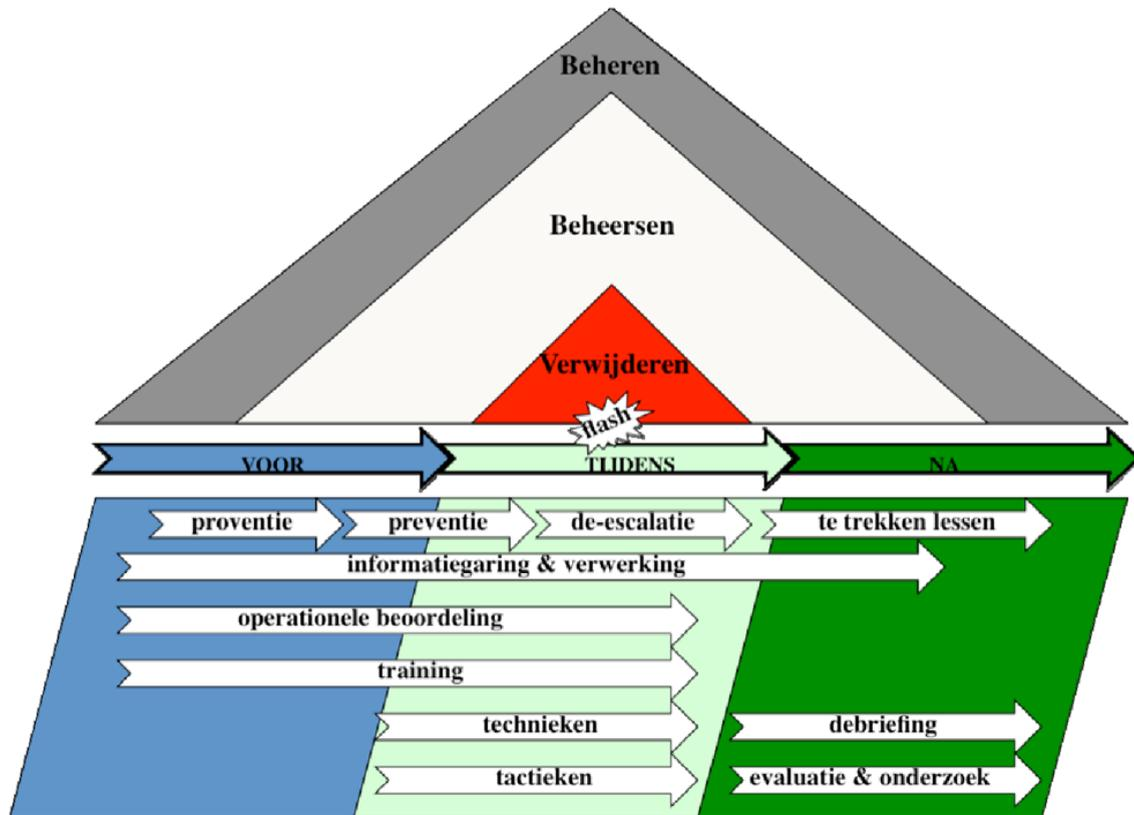 Beheren
Beheersen
Verwijderen
flash
VOOR
TIJDENS
NA
proventie
preventie
de-escalatie
te trekken lessen
informatiegaring & verwerking
operationele beoordeling
training
technieken
debriefing
tactieken
evaluatie & onderzoek